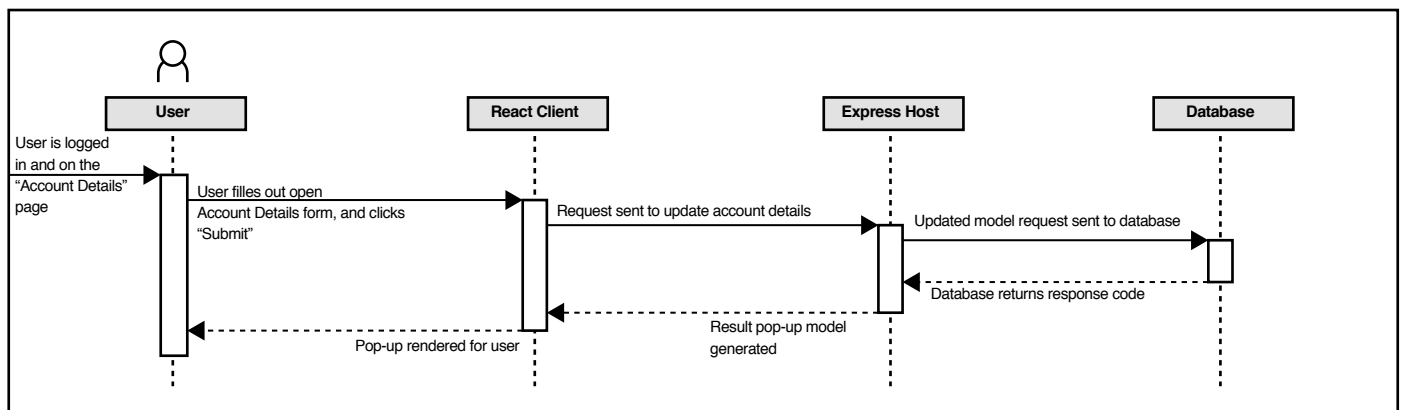 User
React Client
Express Host
Database
User is logged
in and on the
“Account Details”
page
User filles out open
Account Details form, and clicks
“Submit”
Request sent to update account details
Updated model request sent to database
Database returns response code
Result pop-up model
generated
Pop-up rendered for user